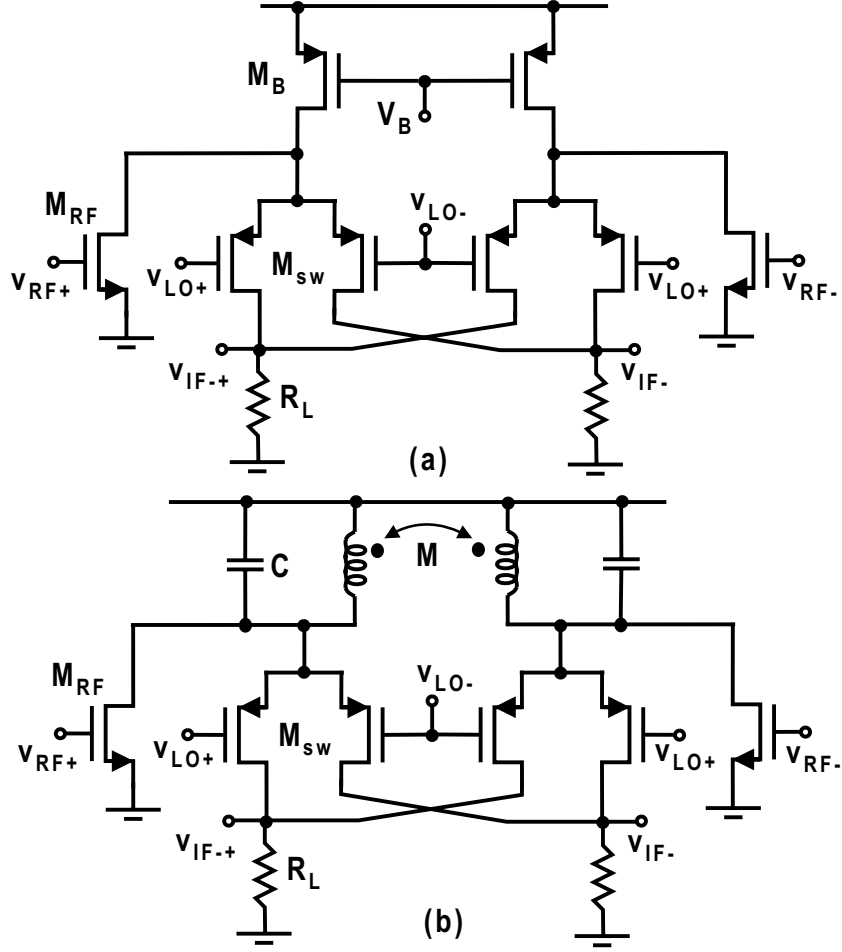 M_B
V_B
M_RF
v_LO-
v_RF+
v_LO+
M_sw
v_LO+
v_RF-
v_IF-+
v_IF-
R_L
(a)
C
M
M_RF
v_LO-
v_RF+
v_LO+
M_sw
v_LO+
v_RF-
v_IF-+
v_IF-
R_L
(b)